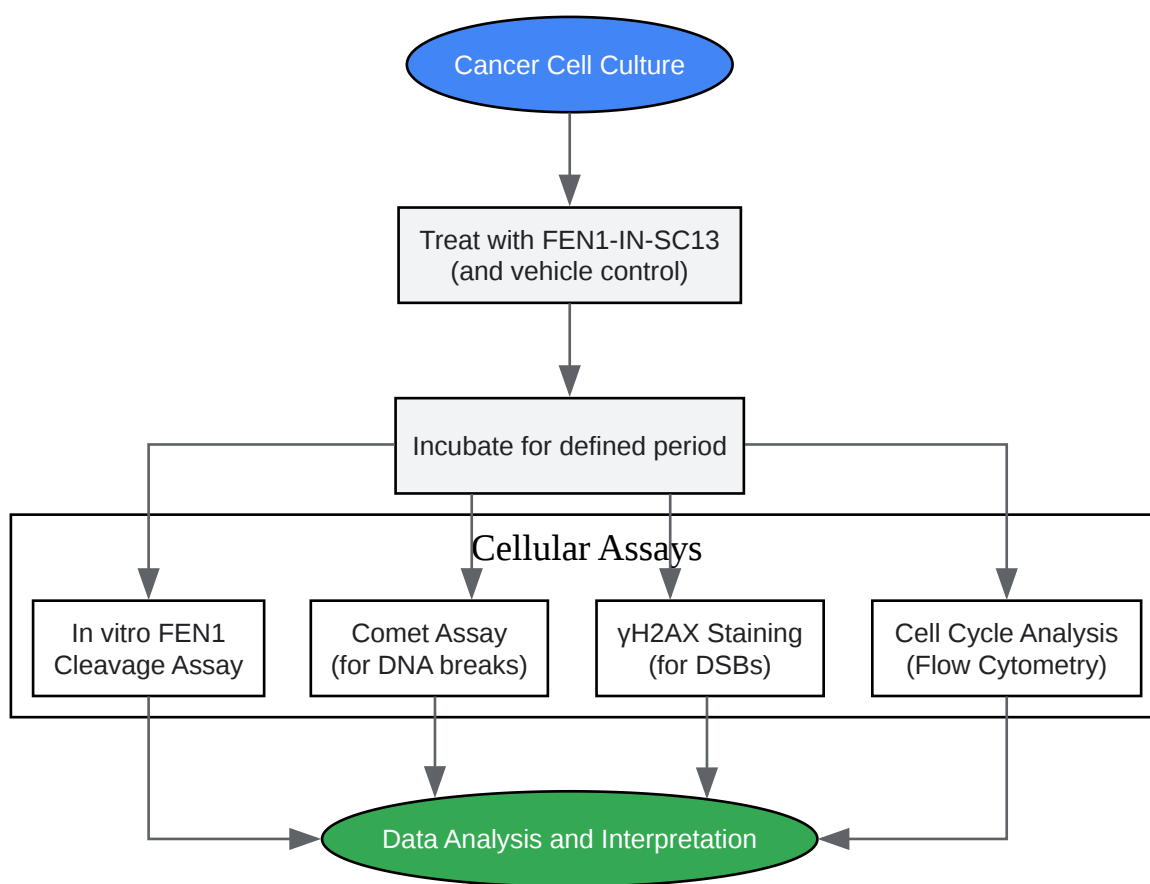 Cancer Cell Culture
Treat with FEN1-IN-SC13
(and vehicle control)
Incubate for defined period
Cellular Assays
In vitro FEN1
Cleavage Assay
Comet Assay
(for DNA breaks)
γH2AX Staining
(for DSBs)
Cell Cycle Analysis
(Flow Cytometry)
Data Analysis and Interpretation